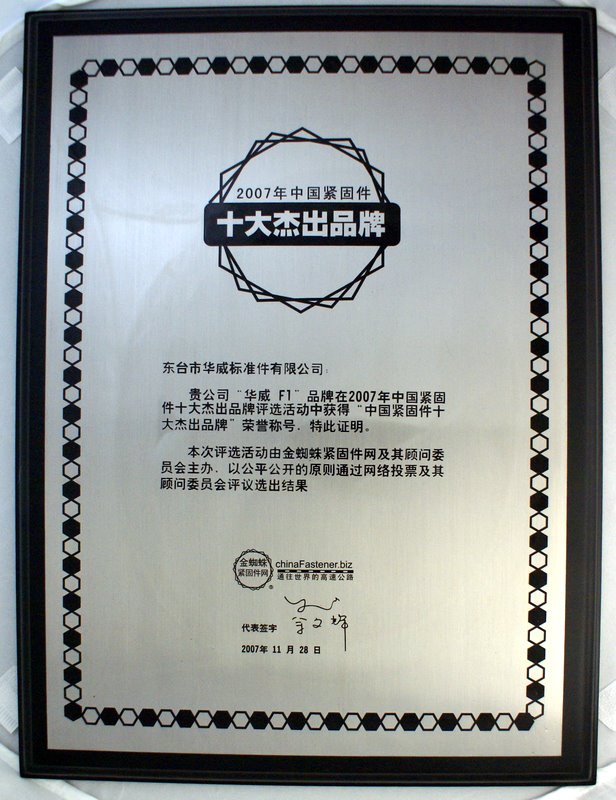 2007年中国紧固件
十大杰出品牌
东台市华威标准件有限公司:
贵公司“华威 F1”品牌在2007年中国紧固
件十大杰出品牌评选活动中获得“中国紧固件十
大杰出品牌”荣誉称号，特此证明。
本次评选活动由金蜘蛛紧固件网及其顾问委
员会主办，以公平公开的原则通过网络投票及其
顾问委员会评议选出结果
金蜘蛛
紧固件网
®
chinaFastener.biz
通往世界的高速公路
代表签字
2007年 11 月 28 日